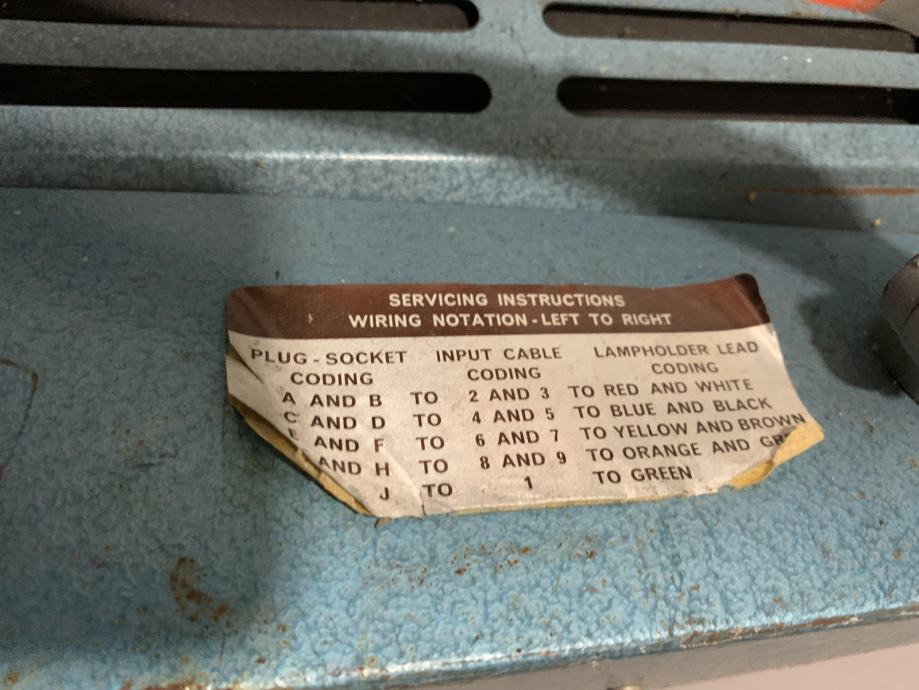 SERVICING INSTRUCTIONS
WIRING NOTATION - LEFT TO RIGHT
PLUG - SOCKET INPUT CABLE LAMPHOLDER LEAD
CODING CODING CODING
A AND B TO 2 AND 3 TO RED AND WHITE
C AND D TO 4 AND 5 TO BLUE AND BLACK
E AND F TO 6 AND 7 TO YELLOW AND BROWN
AND H TO 8 AND 9 TO ORANGE AND
J TO 1 TO GREEN